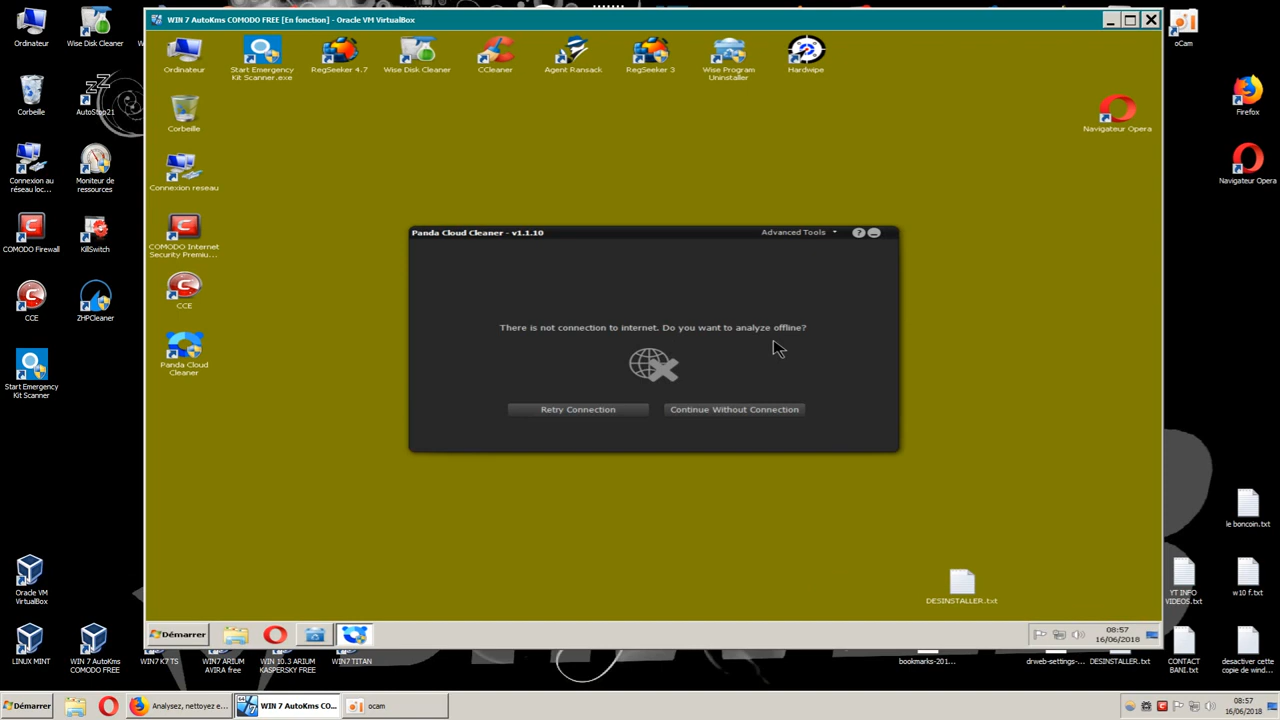 WIN 7 AutoKms COMODO FREE [En fonction] - Oracle VM VirtualBox
Ordinateur
Wise Disk Cleaner
oCam
Ordinateur
Start Emergency
Kit Scanner.exe
RegSeeker 4.7
Wise Disk Cleaner
CCleaner
Agent Ransack
RegSeeker 3
Wise Program
Uninstaller
Hardwipe
Corbeille
AutoStop21
Firefox
Corbeille
Navigateur Opera
Connexion au
réseau loc...
Moniteur de
ressources
Navigateur Opera
Connexion reseau
COMODO Firewall
KillSwitch
COMODO Internet
Security Premiu...
Panda Cloud Cleaner - v1.1.10
Advanced Tools
?
CCE
ZHPCleaner
CCE
There is not connection to internet. Do you want to analyze offline?
Start Emergency
Kit Scanner
Panda Cloud
Cleaner
Retry Connection
Continue Without Connection
le boncoin.txt
Oracle VM
VirtualBox
DESINSTALLER.txt
YT INFO
VIDEOS.txt
w10 f.txt
Démarrer
08:57
16/06/2018
LINUX MINT
WIN 7 AutoKms
COMODO FREE
WIN7 K7 TS
WIN7 ARIUM
AVIRA free
WIN 10.3 ARIUM
KASPERSKY FREE
WIN7 TITAN
bookmarks-201...
drweb-settings-...
DESINSTALLER.txt
CONTACT
BANI.txt
desactiver cette
copie de wind...
Démarrer
Analysez, nettoyez e...
WIN 7 AutoKms CO...
ocam
08:57
16/06/2018